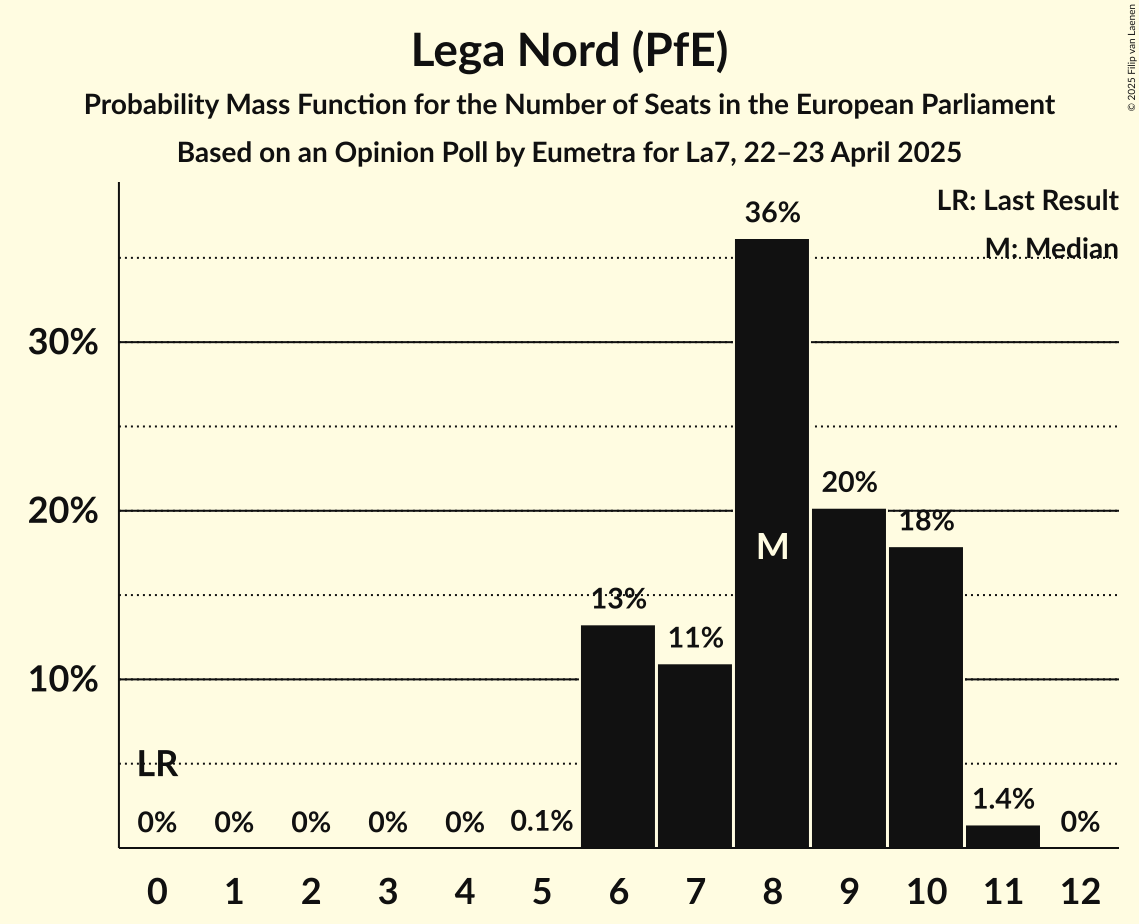 Lega Nord (PfE)
Probability Mass Function for the Number of Seats in the European Parliament
Based on an Opinion Poll by Eumetra for La7, 22–23 April 2025
© 2025 Filip van Laenen
LR: Last Result
M: Median
36%
30%
20%
20%
18%
M
13%
11%
10%
LR
0% 0% 0% 0% 0% 0.1% 1.4% 0%
0 1 2 3 4 5 6 7 8 9 10 11 12